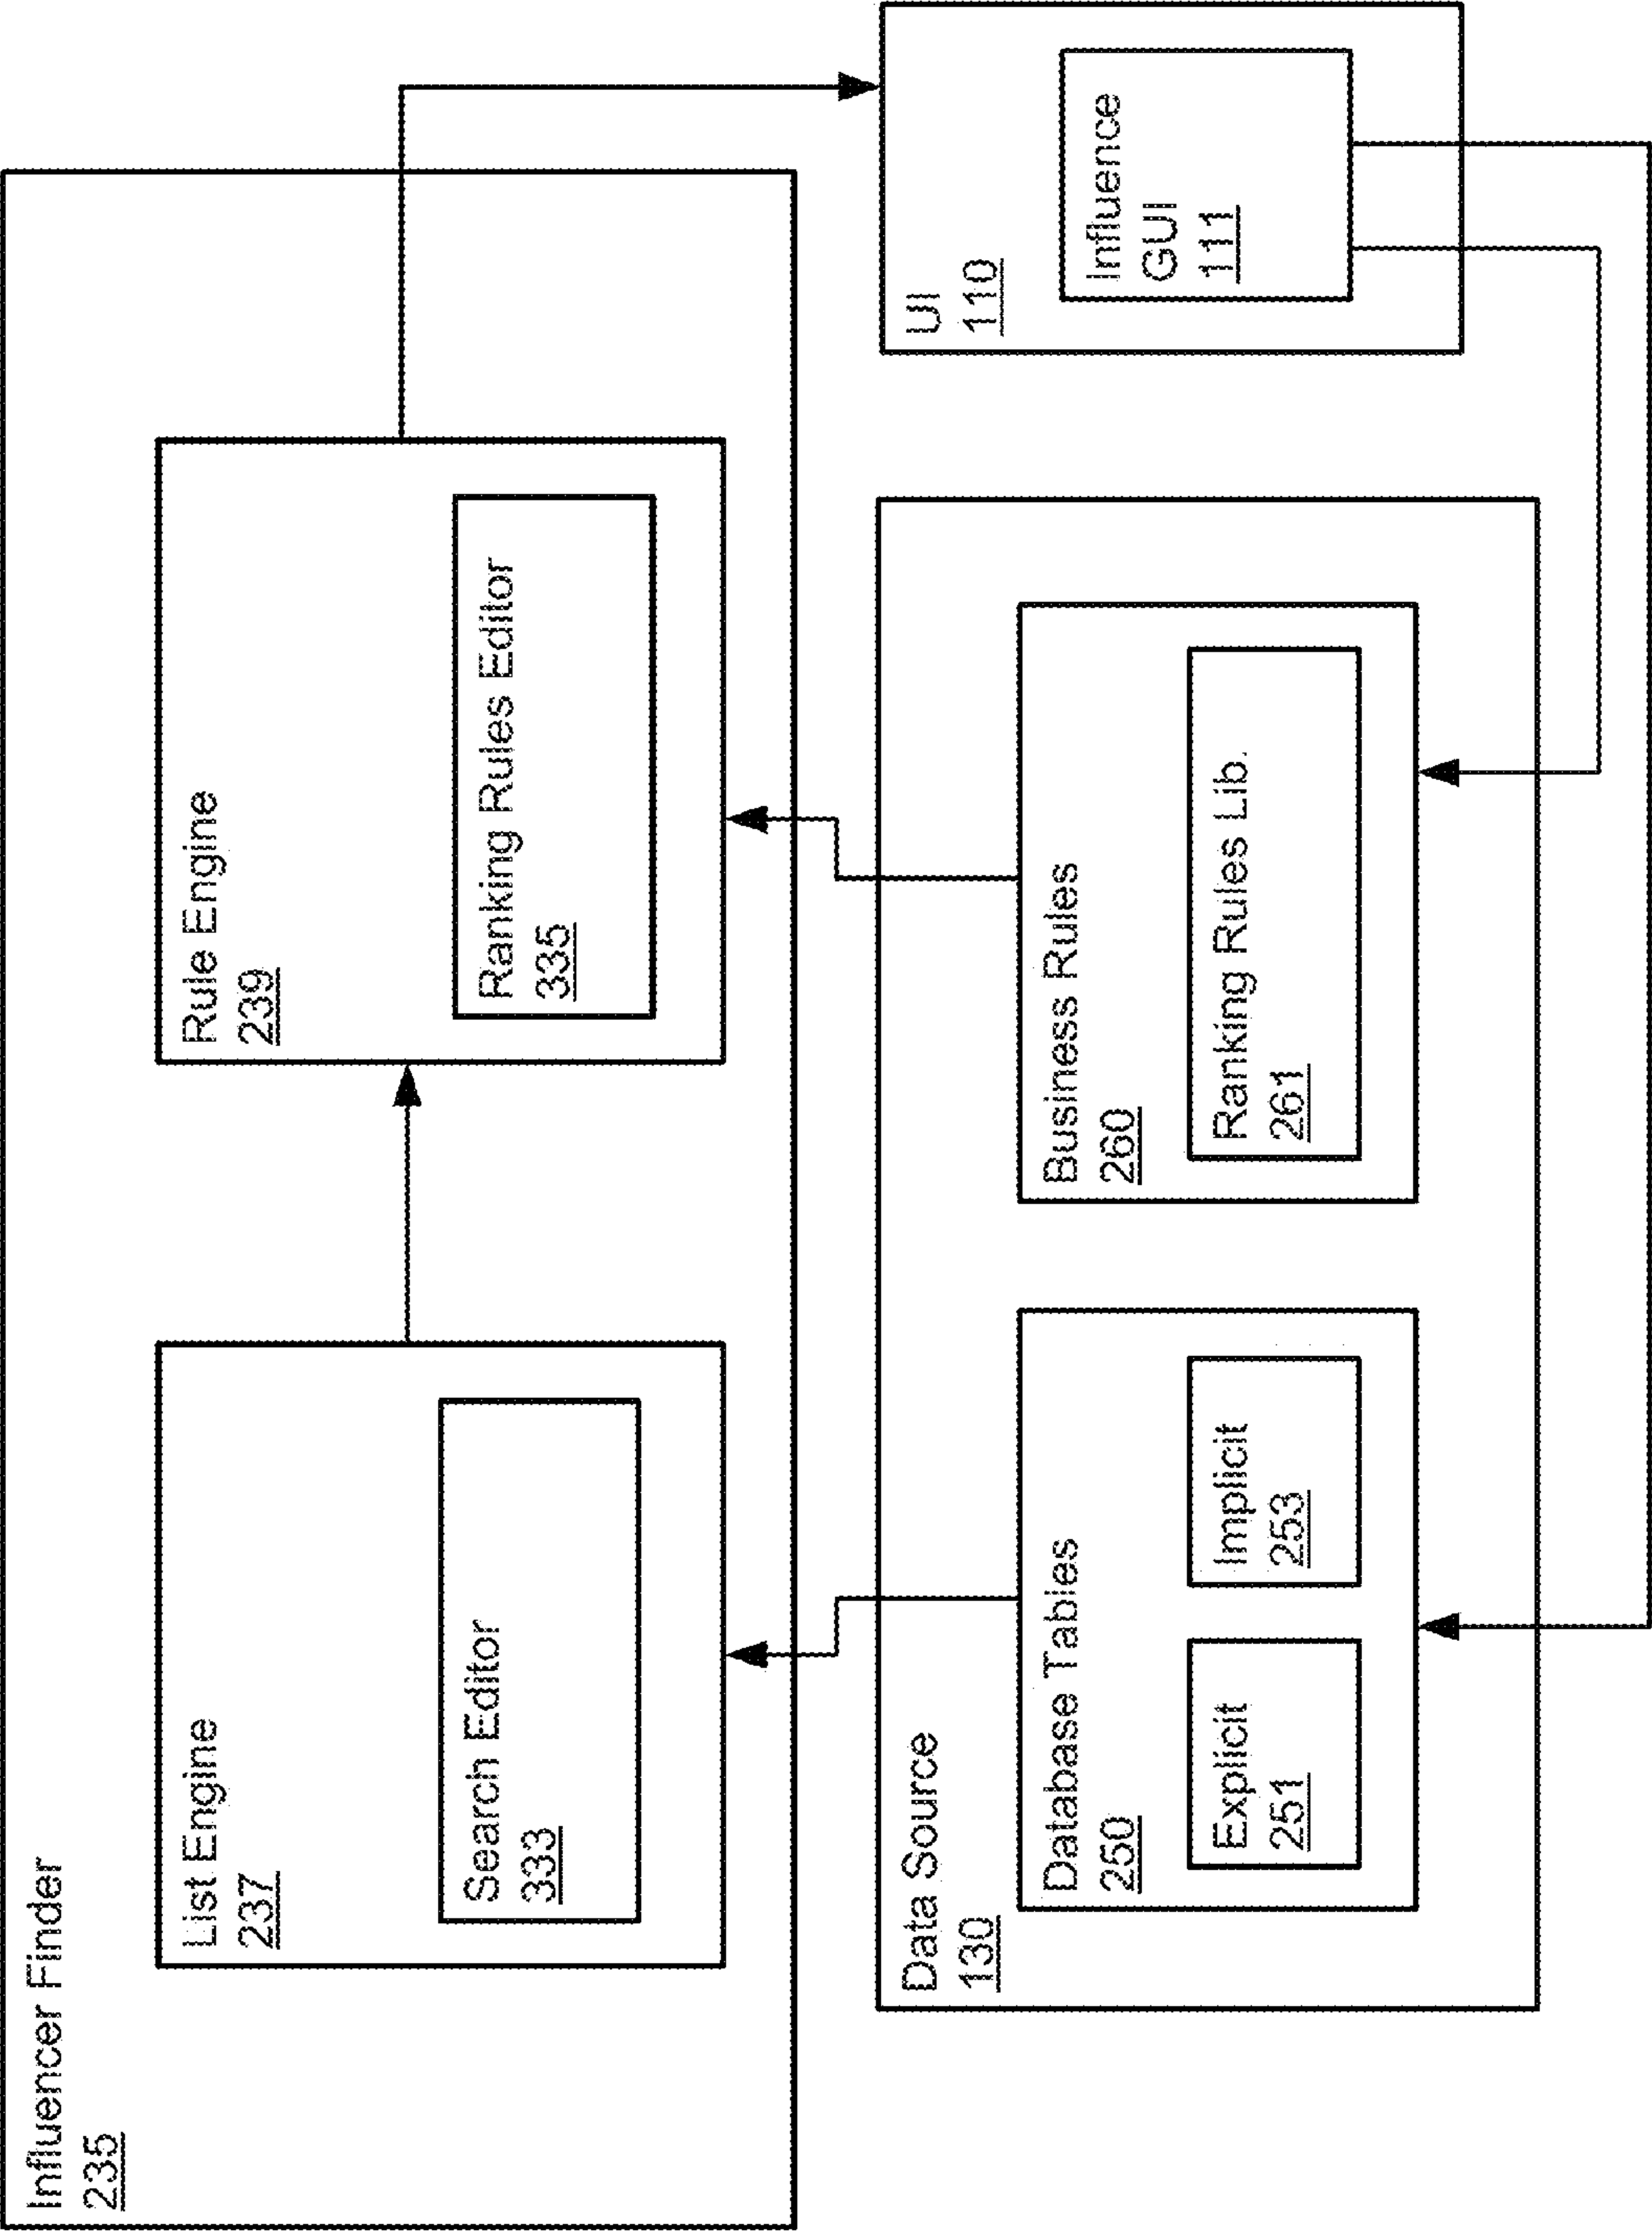 Influencer Finder
235
List Engine
237
Search Editor
333
Rule Engine
239
Ranking Rules Editor
335
Data Source
130
Database Tables
250
Explicit
251
Implicit
253
Business Rules
260
Ranking Rules Lib.
261
UI
110
Influence
GUI
111